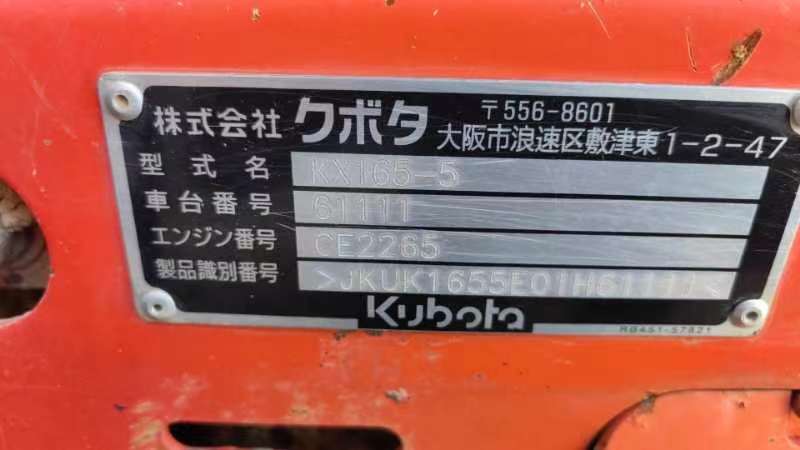 株式会社 クボタ 〒556-8601
大阪市浪速区敷津東1-2-47
型式名 KX165-5
車台番号 61111
エンジン番号 CE2265
製品識別番号 >JKUK1655E01H61111<
Kubota
RB451-57821